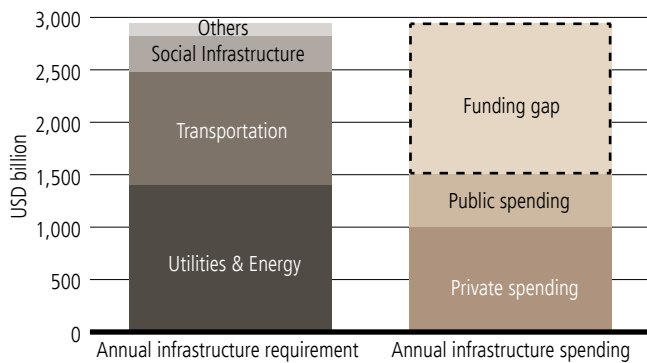 3,000
2,500
2,000
1,500
1,000
500
0
USD billion
Others
Social Infrastructure
Transportation
Utilities & Energy
Funding gap
Public spending
Private spending
Annual infrastructure requirement
Annual infrastructure spending